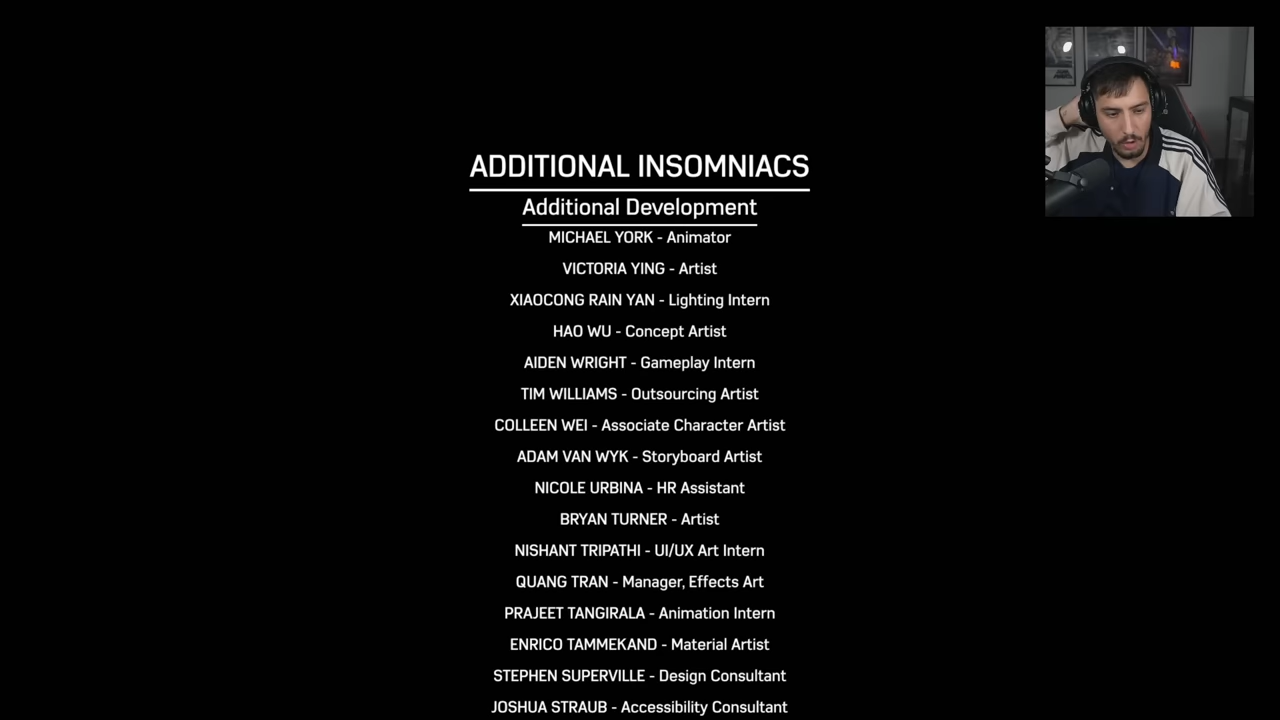 ADDITIONAL INSOMNIACS
Additional Development
MICHAEL YORK - Animator
VICTORIA YING - Artist
XIAOCONG RAIN YAN - Lighting Intern
HAO WU - Concept Artist
AIDEN WRIGHT - Gameplay Intern
TIM WILLIAMS - Outsourcing Artist
COLLEEN WEI - Associate Character Artist
ADAM VAN WYK - Storyboard Artist
NICOLE URBINA - HR Assistant
BRYAN TURNER - Artist
NISHANT TRIPATHI - UI/UX Art Intern
QUANG TRAN - Manager, Effects Art
PRAJEET TANGIRALA - Animation Intern
ENRICO TAMMEKAND - Material Artist
STEPHEN SUPERVILLE - Design Consultant
JOSHUA STRAUB - Accessibility Consultant